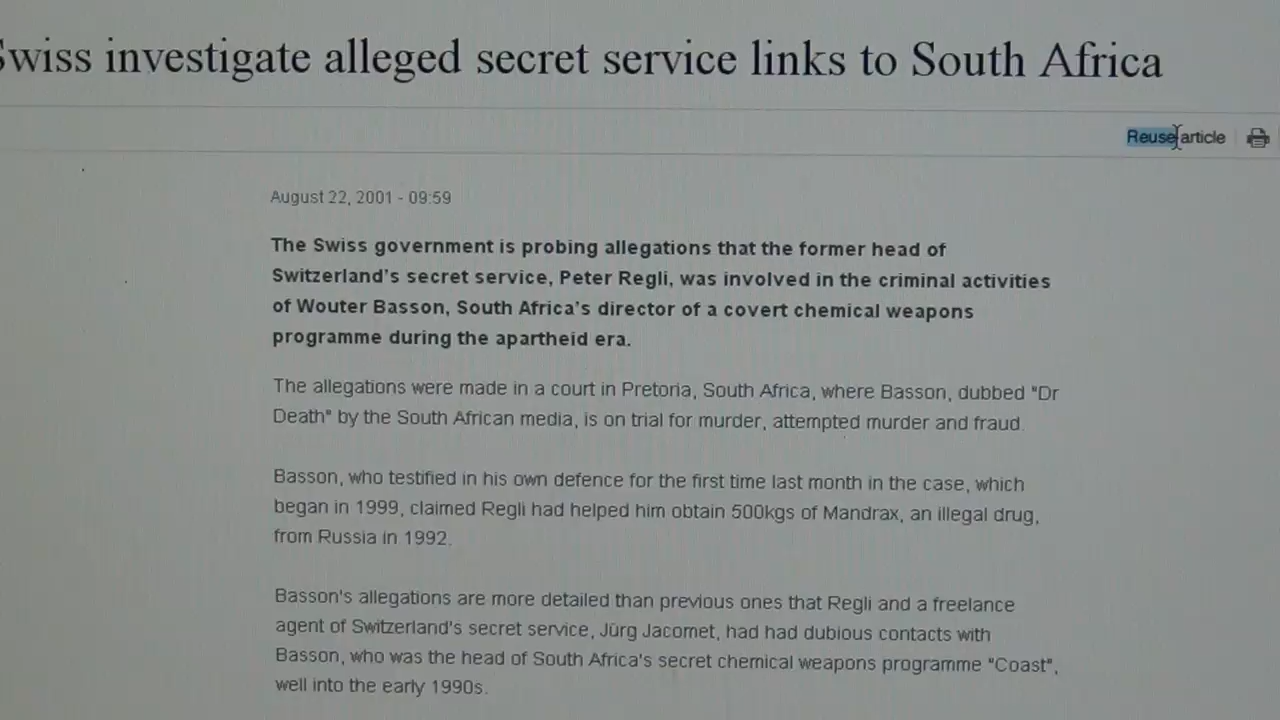 Swiss investigate alleged secret service links to South Africa
Reuse article
August 22, 2001 - 09:59
The Swiss government is probing allegations that the former head of
Switzerland's secret service, Peter Regli, was involved in the criminal activities
of Wouter Basson, South Africa's director of a covert chemical weapons
programme during the apartheid era.
The allegations were made in a court in Pretoria, South Africa, where Basson, dubbed "Dr
Death" by the South African media, is on trial for murder, attempted murder and fraud.
Basson, who testified in his own defence for the first time last month in the case, which
began in 1999, claimed Regli had helped him obtain 500kgs of Mandrax, an illegal drug,
from Russia in 1992.
Basson's allegations are more detailed than previous ones that Regli and a freelance
agent of Switzerland's secret service, Jürg Jacomet, had had dubious contacts with
Basson, who was the head of South Africa's secret chemical weapons programme "Coast",
well into the early 1990s.